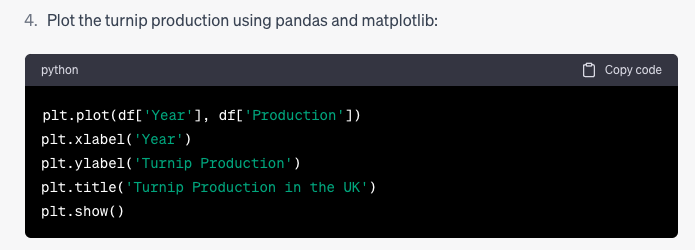 4. Plot the turnip production using pandas and matplotlib:
python Copy code
plt.plot(df['Year'], df['Production'])
plt.xlabel('Year')
plt.ylabel('Turnip Production')
plt.title('Turnip Production in the UK')
plt.show()